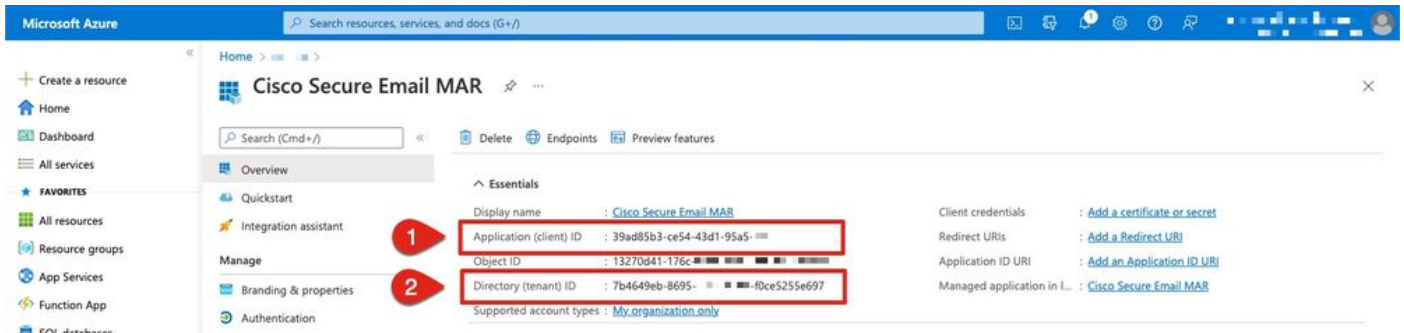 Microsoft Azure
Search resources, services, and docs (G+/)
1
Home >
>
Create a resource
Home
Dashboard
All services
FAVORITES
All resources
Resource groups
App Services
Function App
SQL databases
Cisco Secure Email MAR
Search (Cmd+/)
Overview
Quickstart
Integration assistant
Manage
Branding & properties
Authentication
Delete
Endpoints
Preview features
Essentials
Display name : Cisco Secure Email MAR
1
Application (client) ID : 39ad85b3-ce54-43d1-95a5-
Object ID : 13270d41-176c-
2
Directory (tenant) ID : 7b4649eb-8695- -f0ce5255e697
Supported account types : My organization only
Client credentials : Add a certificate or secret
Redirect URIs : Add a Redirect URI
Application ID URI : Add an Application ID URI
Managed application in l... : Cisco Secure Email MAR